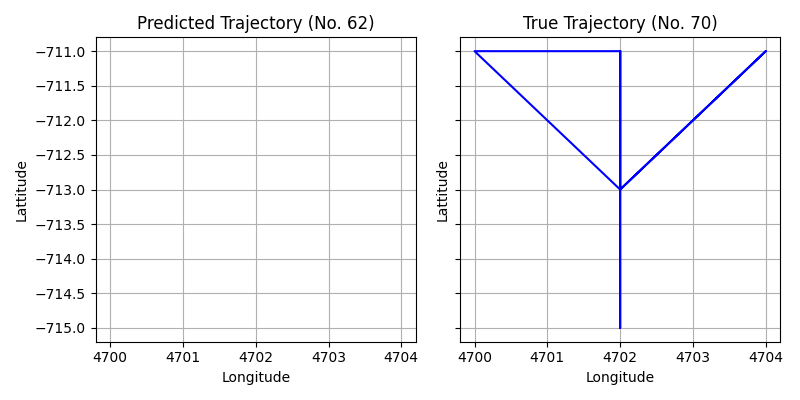 Predicted Trajectory (No. 62)
True Trajectory (No. 70)
−711.0
−711.5
−712.0
−712.5
−713.0
−713.5
−714.0
−714.5
−715.0
Lattitude
Lattitude
4700 4701 4702 4703 4704
4700 4701 4702 4703 4704
Longitude
Longitude